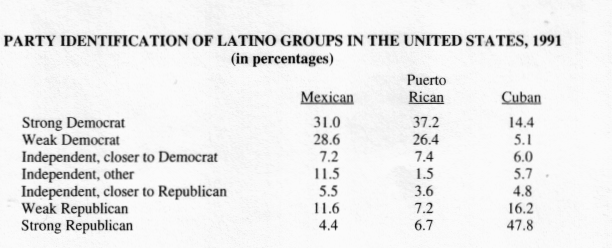 PARTY IDENTIFICATION OF LATINO GROUPS IN THE UNITED STATES, 1991
(in percentages)
Puerto
Mexican Rican Cuban
Strong Democrat 31.0 37.2 14.4
Weak Democrat 28.6 26.4 5.1
Independent, closer to Democrat 7.2 7.4 6.0
Independent, other 11.5 1.5 5.7
Independent, closer to Republican 5.5 3.6 4.8
Weak Republican 11.6 7.2 16.2
Strong Republican 4.4 6.7 47.8